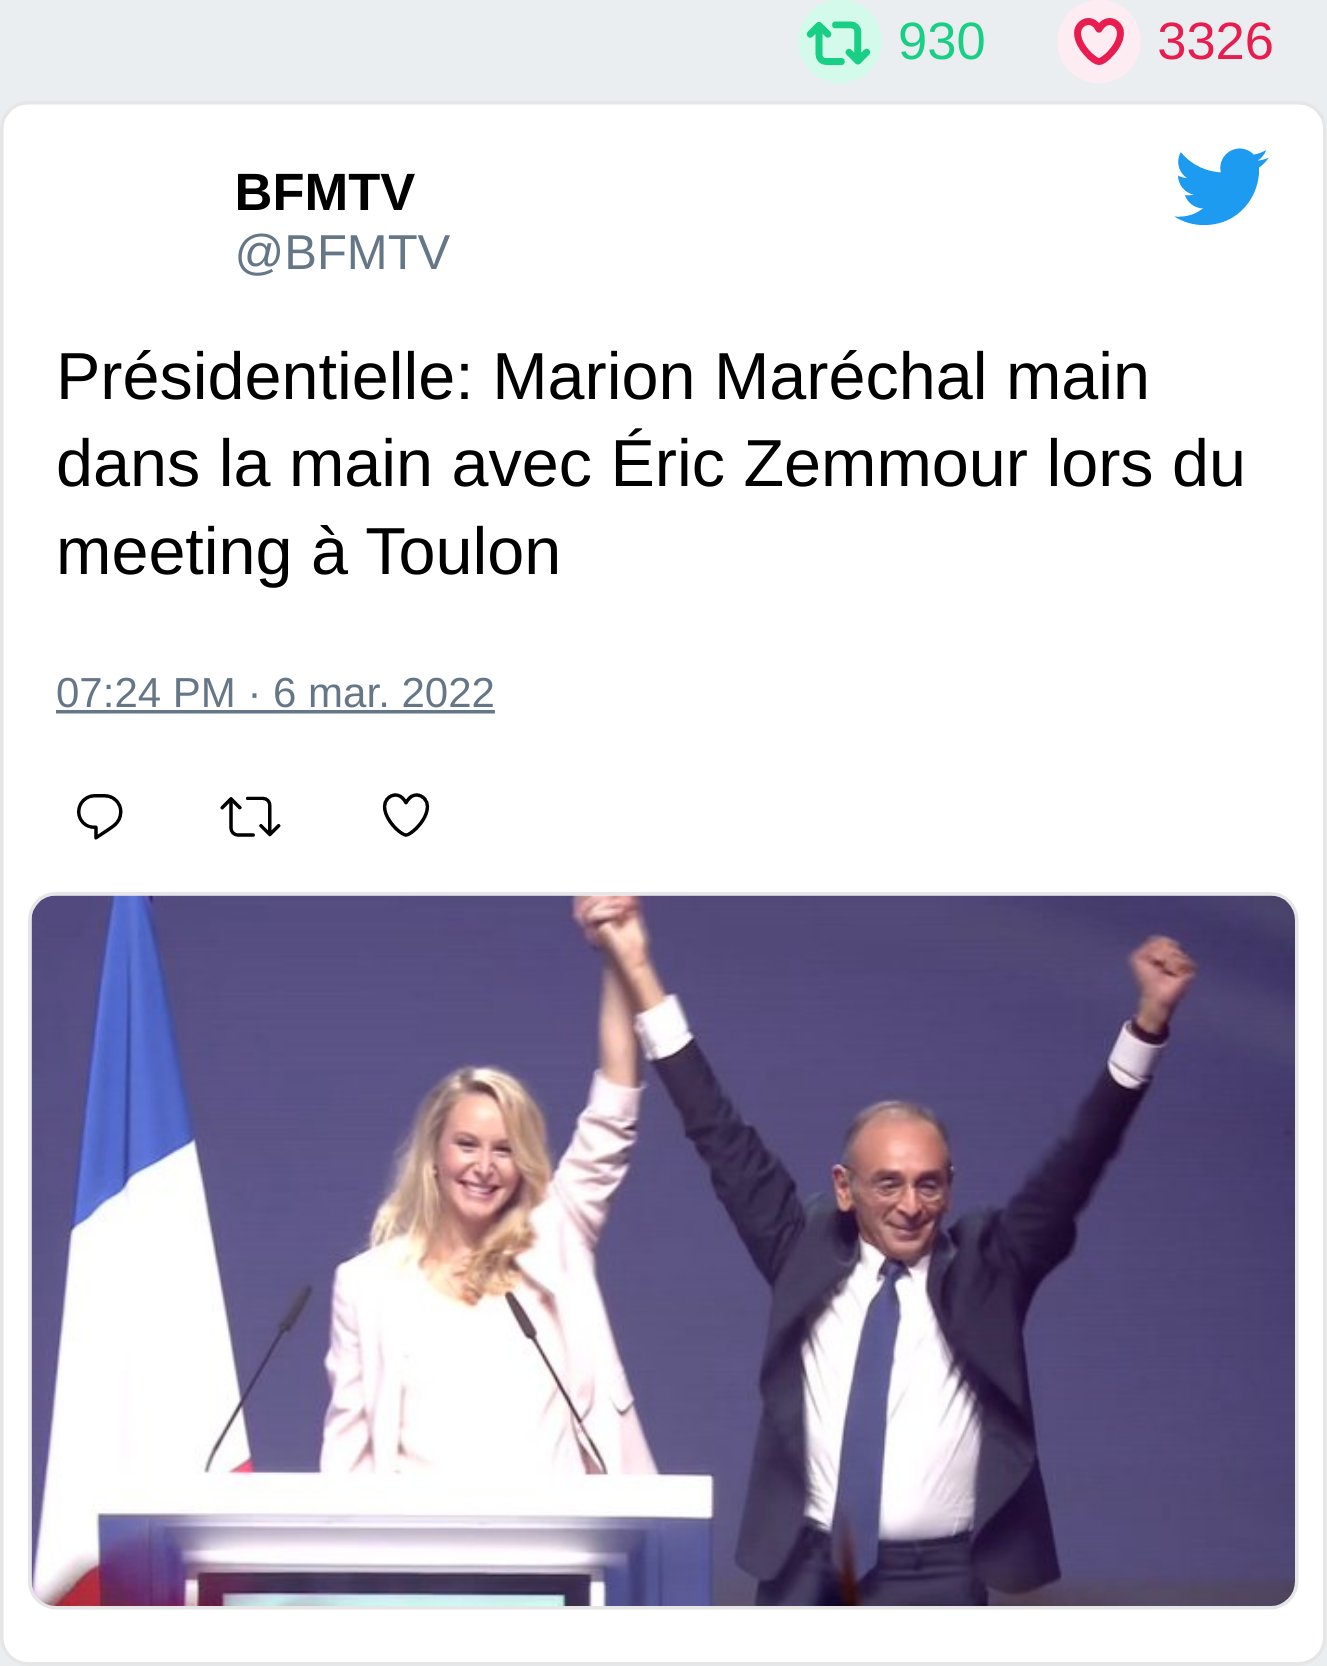 930 3326
BFMTV
@BFMTV
Présidentielle: Marion Maréchal main
dans la main avec Éric Zemmour lors du
meeting à Toulon
07:24 PM · 6 mar. 2022